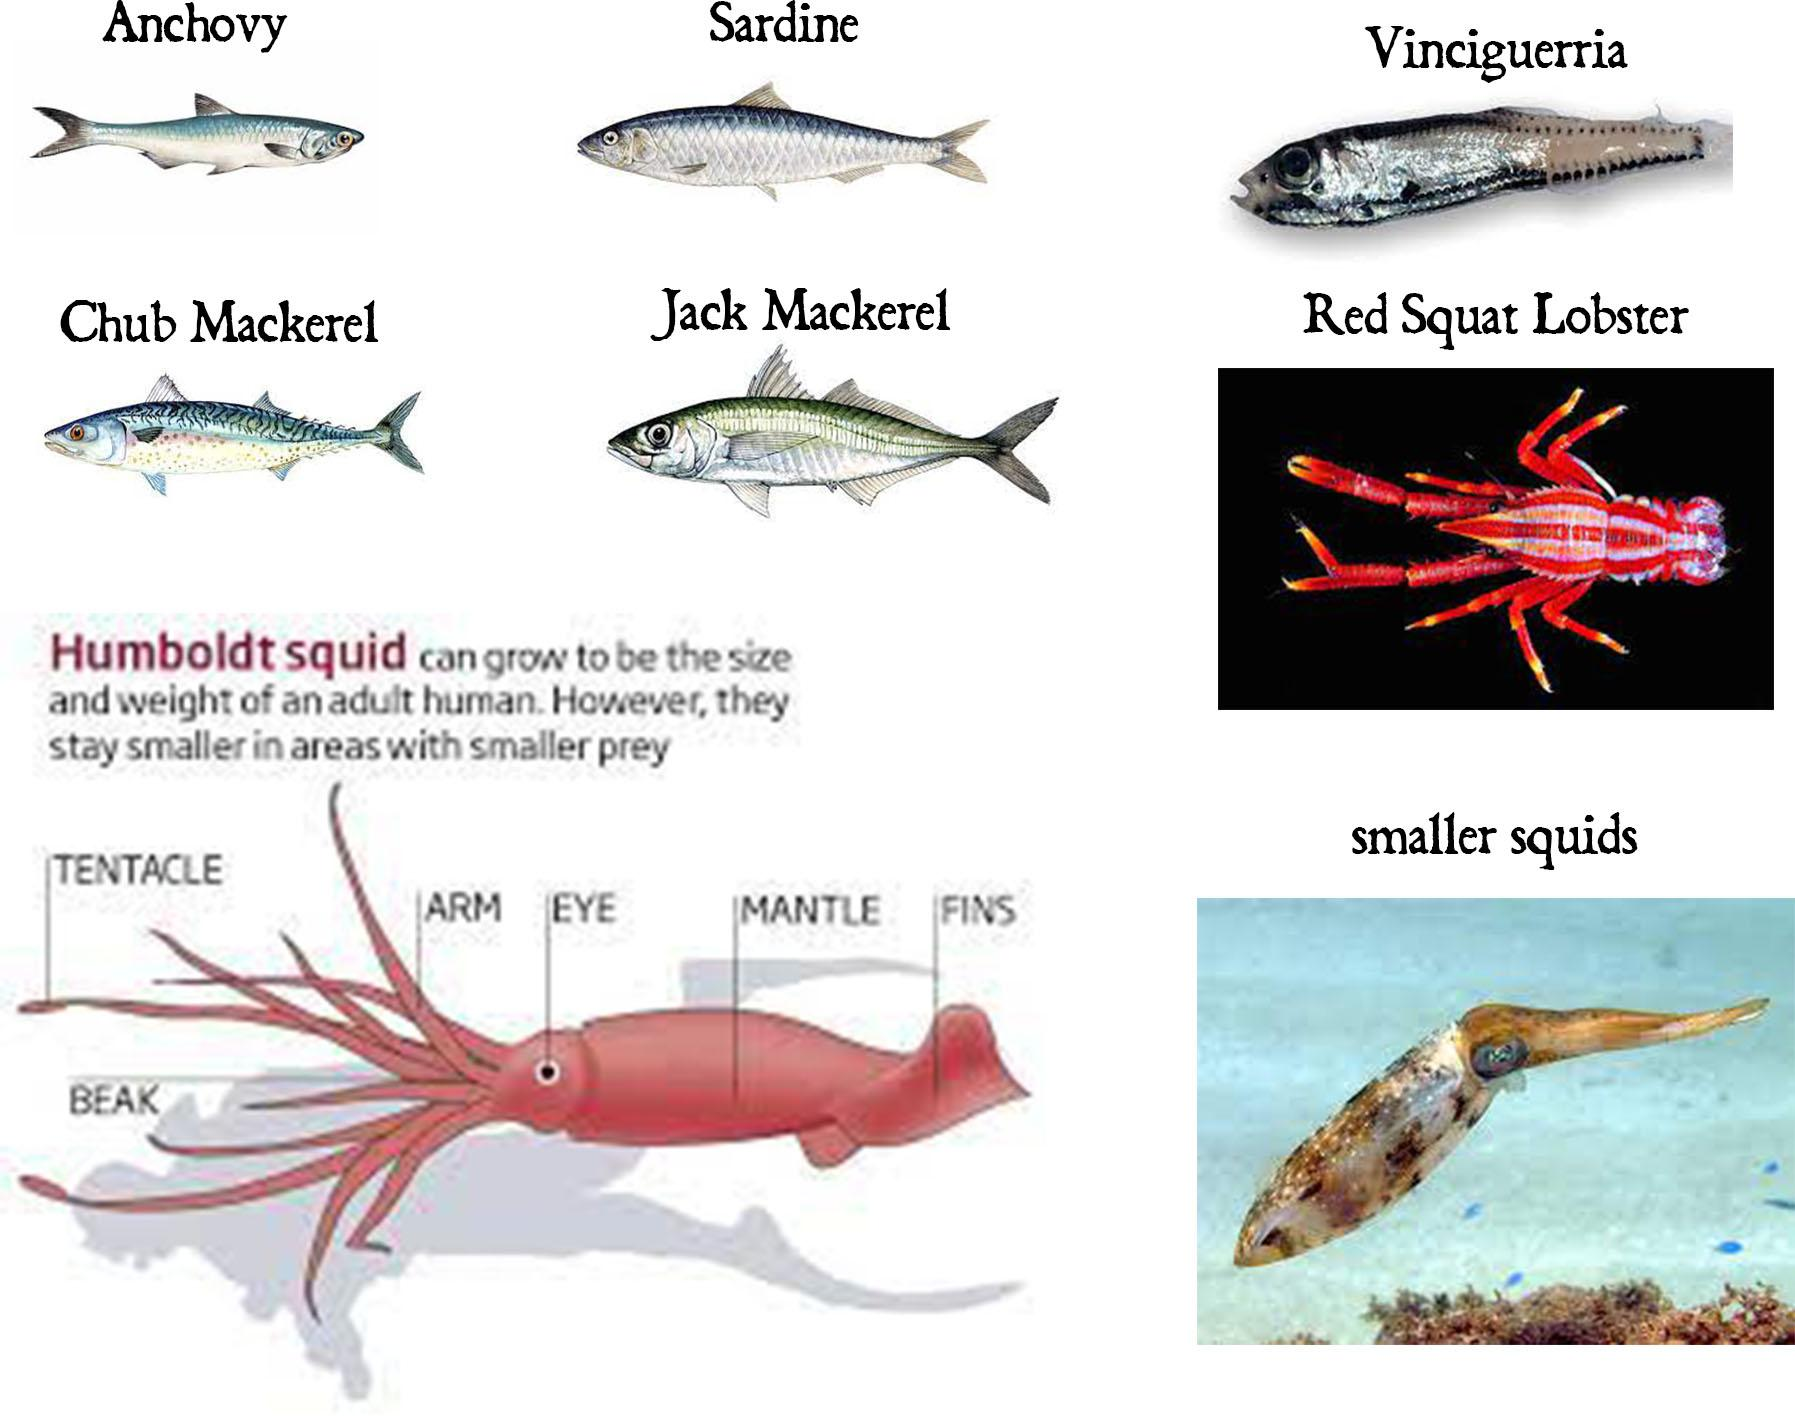 Anchovy
Sardine
Vinciguerria
Chub Mackerel
Jack Mackerel
Red Squat Lobster
Humboldt squid can grow to be the size
and weight of an adult human. However, they
stay smaller in areas with smaller prey
smaller squids
TENTACLE
ARM
EYE
MANTLE
FINS
BEAK